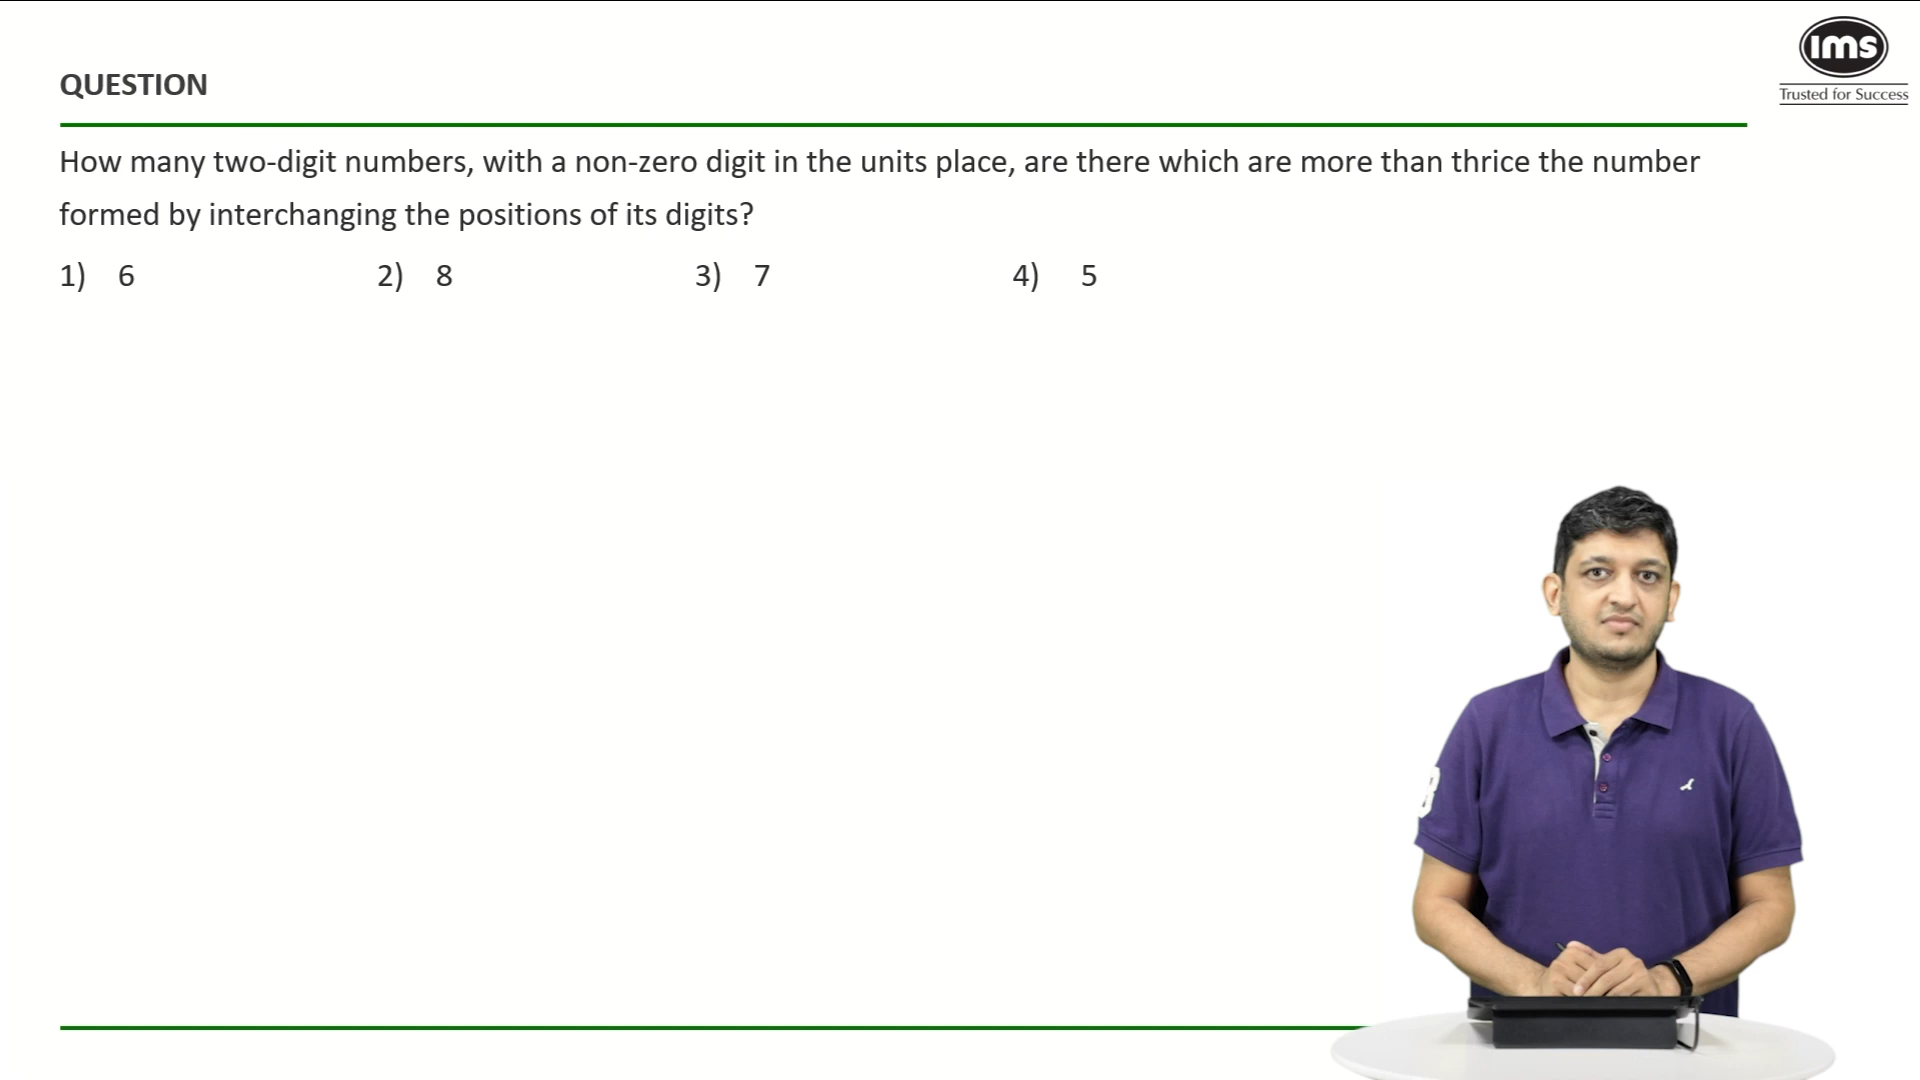 ims
Trusted for Success
QUESTION
How many two-digit numbers, with a non-zero digit in the units place, are there which are more than thrice the number
formed by interchanging the positions of its digits?
1) 6 2) 8 3) 7 4) 5